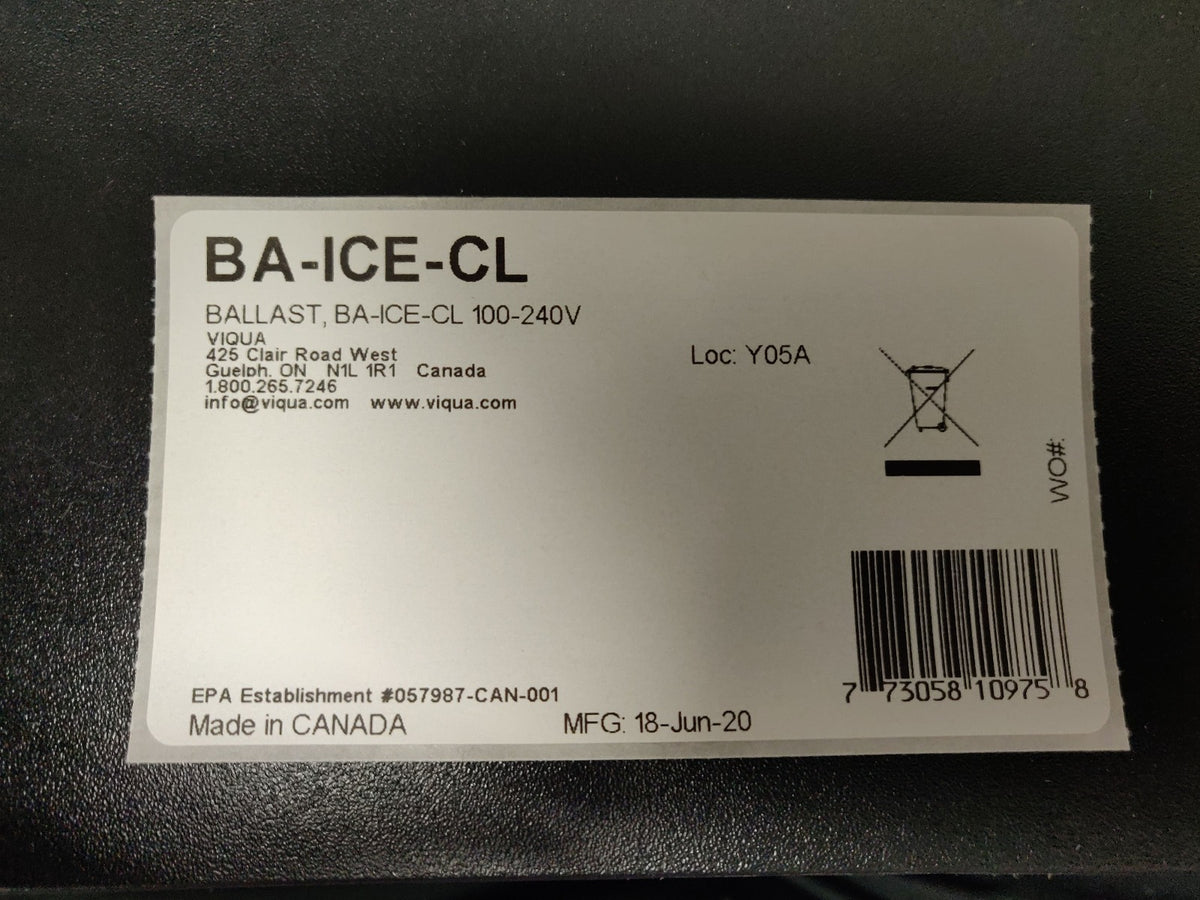 BA-ICE-CL
BALLAST, BA-ICE-CL 100-240V
VIQUA
425 Clair Road West
Guelph, ON N1L 1R1 Canada
1.800.265.7246
info@viqua.com www.viqua.com
Loc: Y05A
WO#:
7 73058 10975 8
EPA Establishment #057987-CAN-001
Made in CANADA MFG: 18-Jun-20